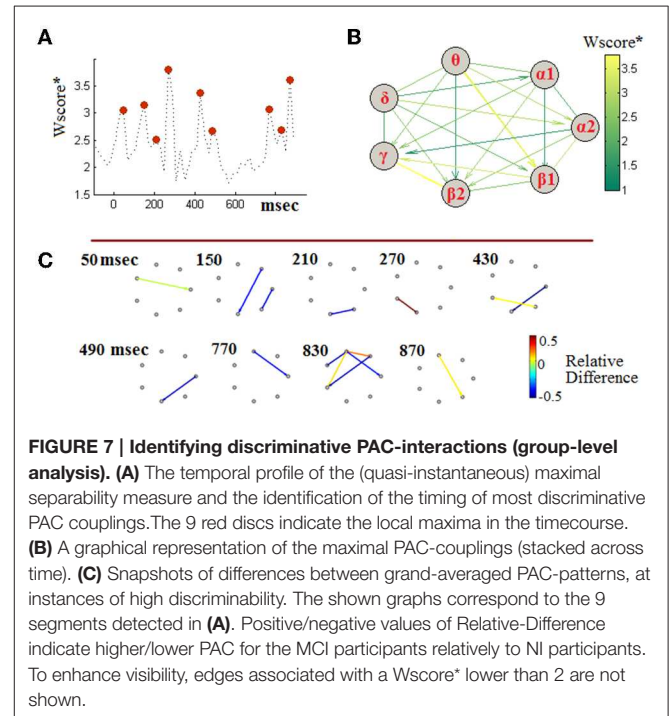 A
B
Wscore*
Wscore*
3.5
3
2.5
2
1.5
0
200
400
600
msec
θ
α1
δ
α2
γ
β1
β2
3.5
3
2.5
2
1.5
1
C
50 msec
150
210
270
430
490 msec
770
830
870
0.5
0
-0.5
Relative
Difference
FIGURE 7 | Identifying discriminative PAC-interactions (group-level
analysis). (A) The temporal profile of the (quasi-instantaneous) maximal
separability measure and the identification of the timing of most discriminative
PAC couplings.The 9 red discs indicate the local maxima in the timecourse.
(B) A graphical representation of the maximal PAC-couplings (stacked across
time). (C) Snapshots of differences between grand-averaged PAC-patterns, at
instances of high discriminability. The shown graphs correspond to the 9
segments detected in (A). Positive/negative values of Relative-Difference
indicate higher/lower PAC for the MCI participants relatively to NI participants.
To enhance visibility, edges associated with a Wscore* lower than 2 are not
shown.